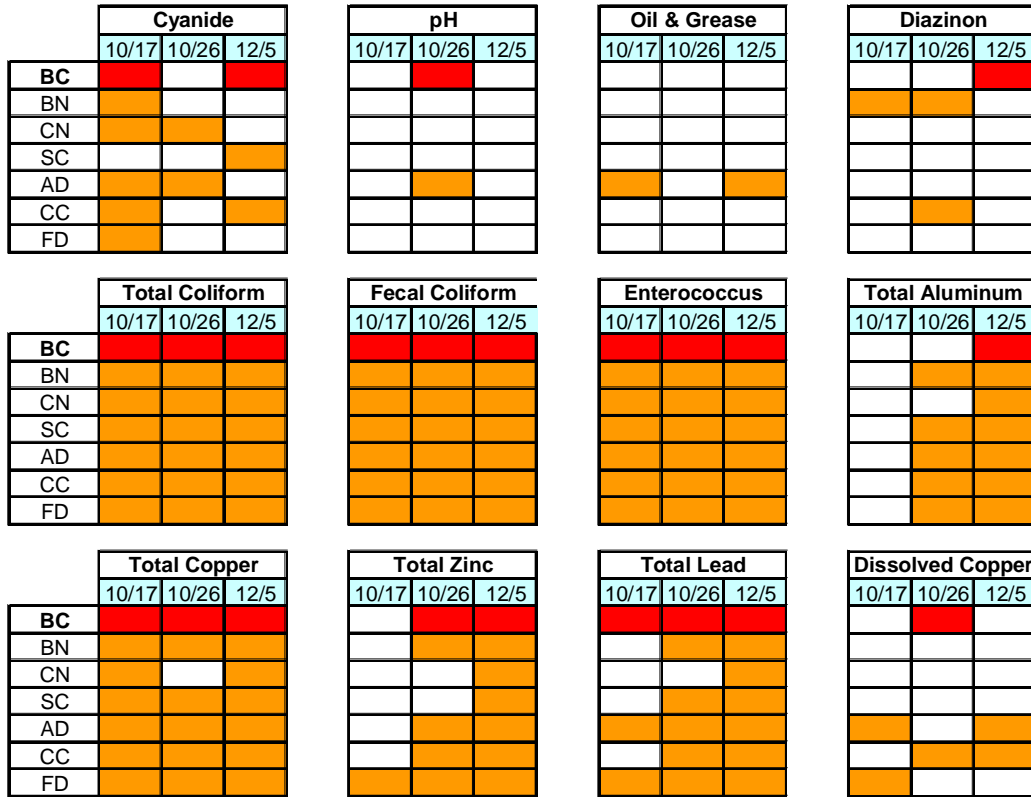 Cyanide pH Oil & Grease Diazinon
10/17 10/26 12/5 10/17 10/26 12/5 10/17 10/26 12/5 10/17 10/26 12/5
BC
BN
CN
SC
AD
CC
FD
Total Coliform Fecal Coliform Enterococcus Total Aluminum
10/17 10/26 12/5 10/17 10/26 12/5 10/17 10/26 12/5 10/17 10/26 12/5
BC
BN
CN
SC
AD
CC
FD
Total Copper Total Zinc Total Lead Dissolved Copper
10/17 10/26 12/5 10/17 10/26 12/5 10/17 10/26 12/5 10/17 10/26 12/5
BC
BN
CN
SC
AD
CC
FD